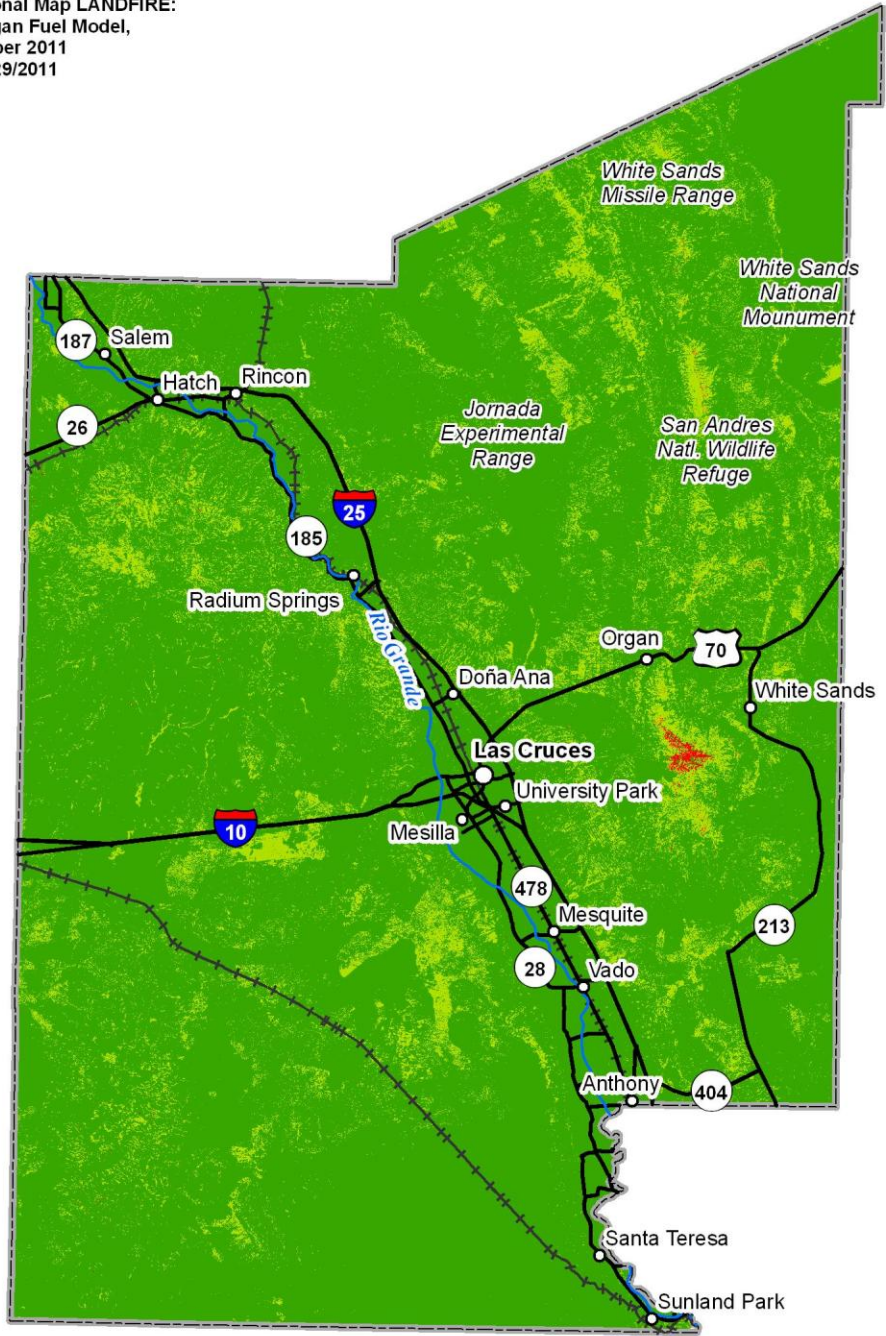 onal Map LANDFIRE:
gan Fuel Model,
ber 2011
29/2011
White Sands
Missile Range
White Sands
National
Mounument
187
Salem
Hatch
Rincon
26
Jornada
Experimental
Range
San Andres
Natl. Wildlife
Refuge
25
185
Radium Springs
Rio Grande
Organ
70
Doña Ana
White Sands
Las Cruces
University Park
10
Mesilla
478
Mesquite
213
28
Vado
Anthony
404
Santa Teresa
Sunland Park